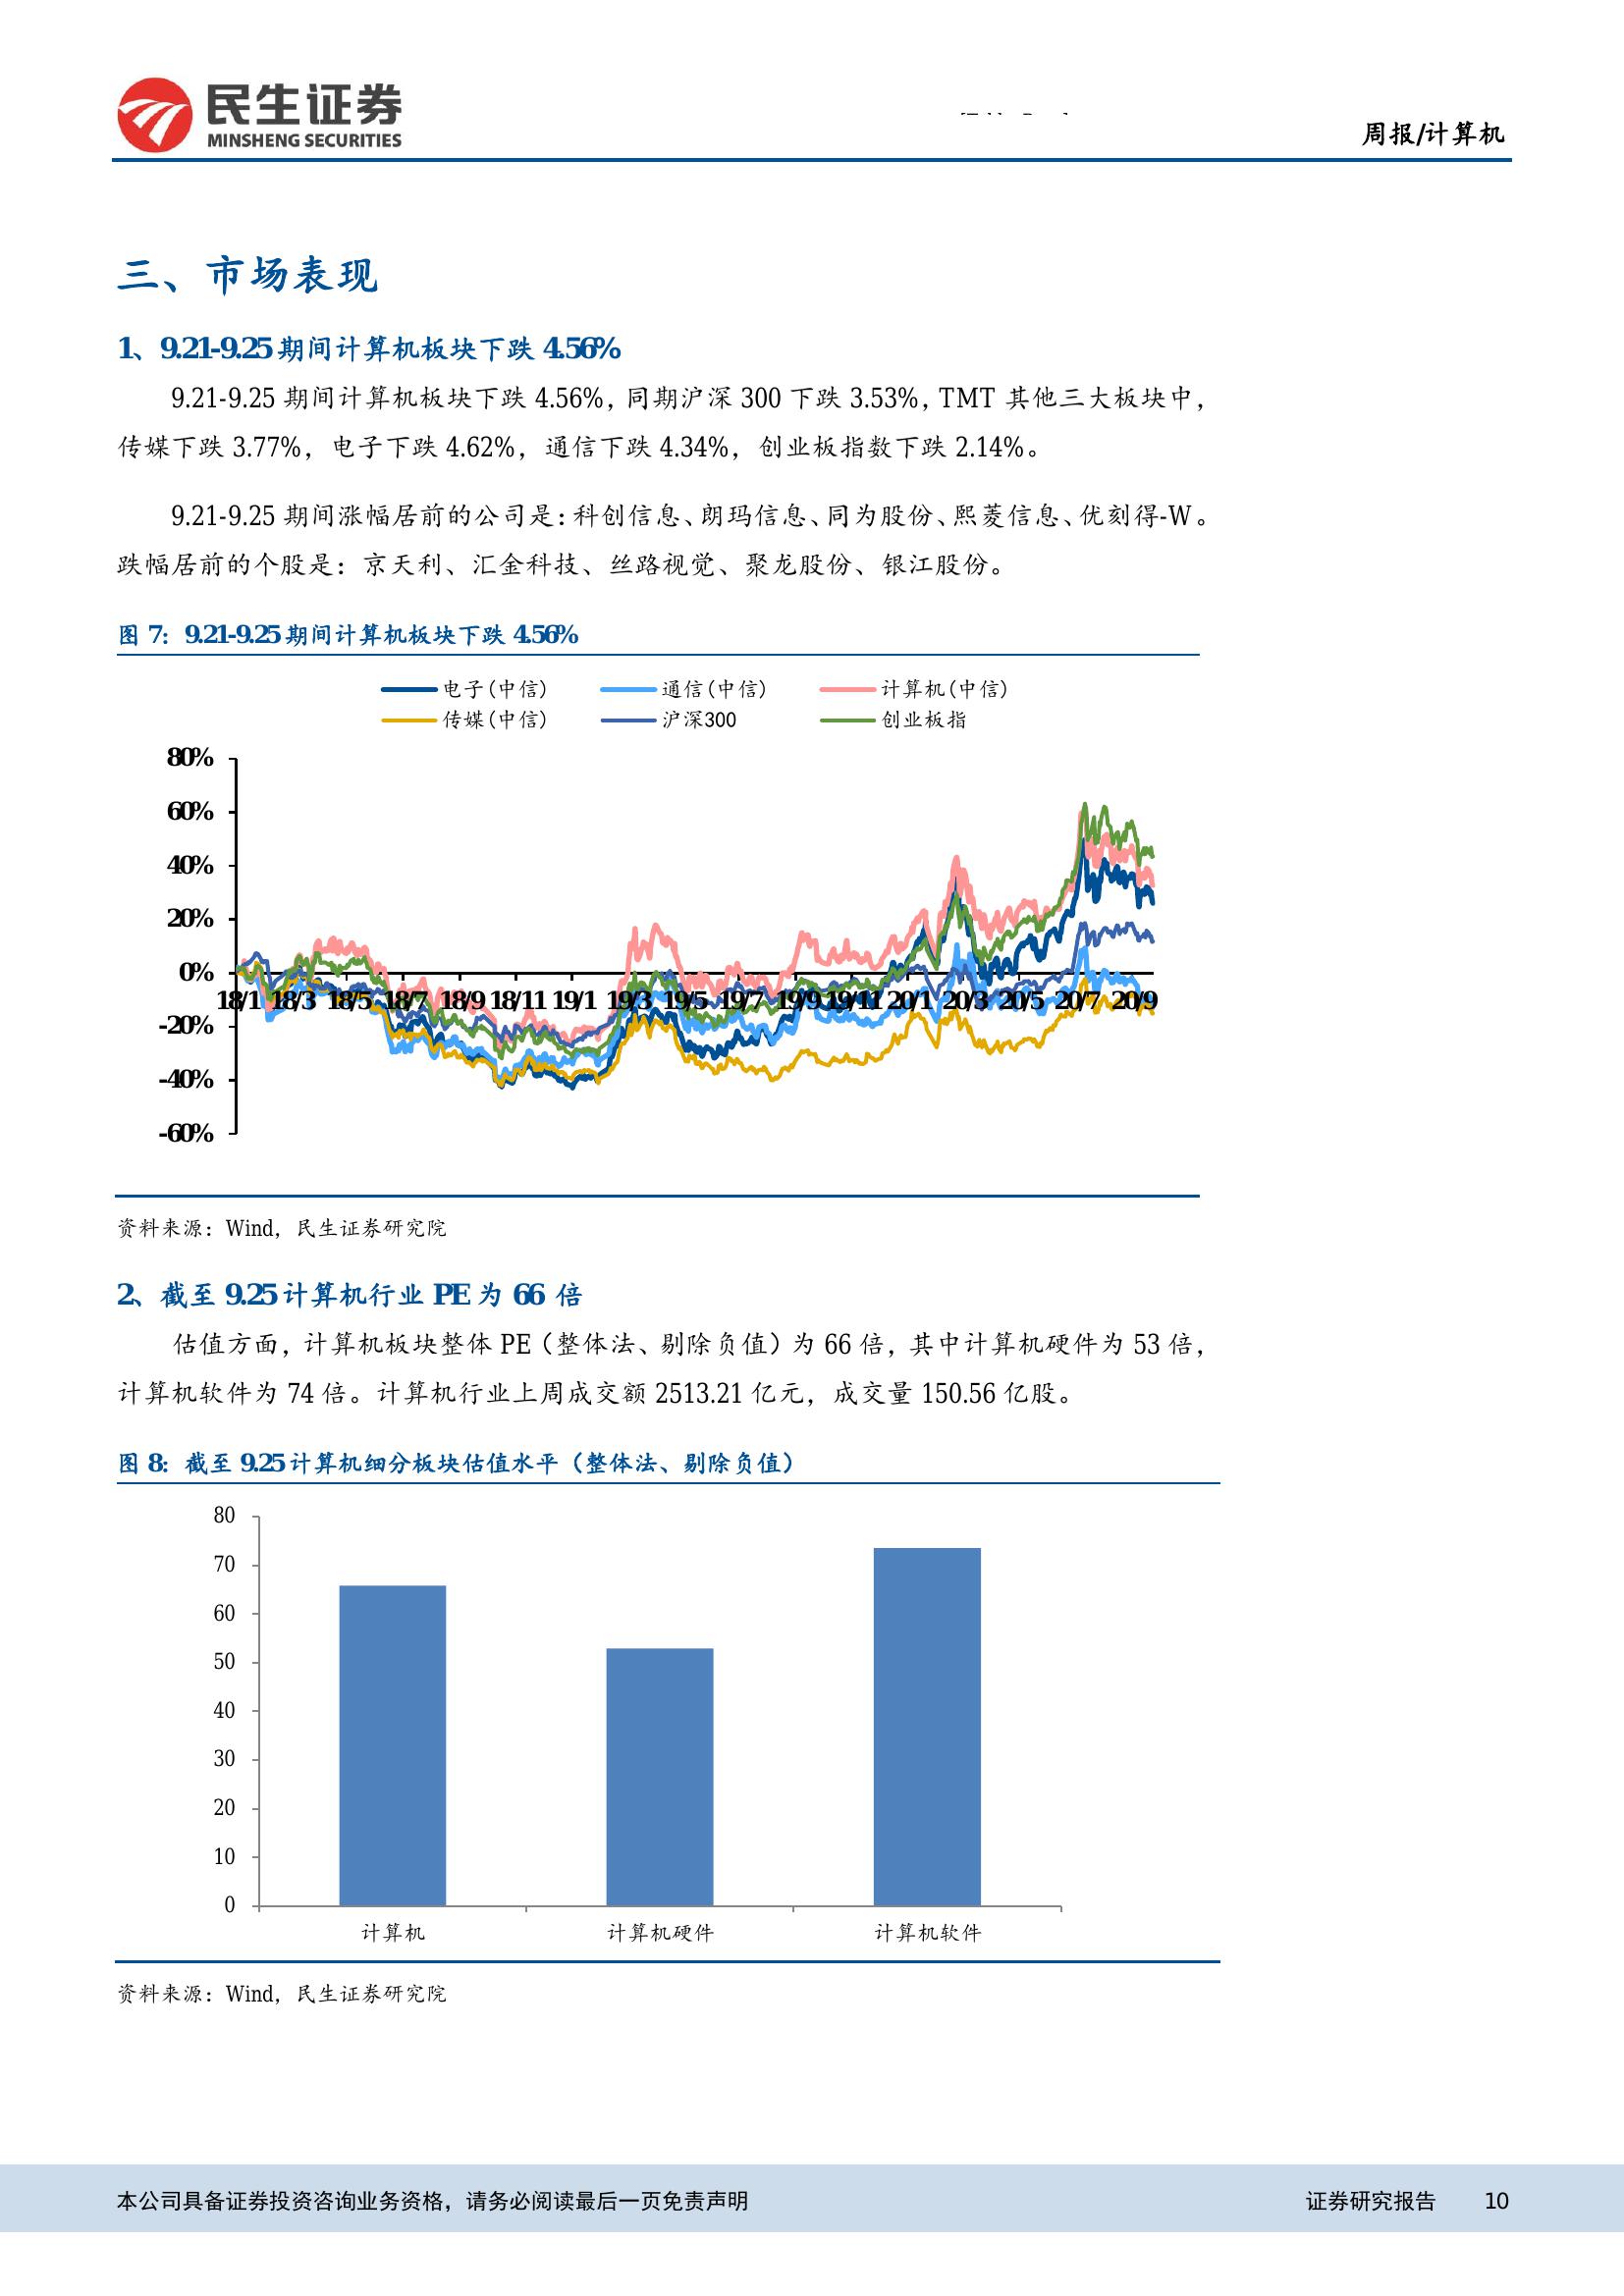 民生证券
MINSHENG SECURITIES
周报/计算机
三、市场表现
1、9.21-9.25期间计算机板块下跌 4.56%
9.21-9.25 期间计算机板块下跌 4.56%，同期沪深 300 下跌 3.53%，TMT 其他三大板块中，
传媒下跌 3.77%，电子下跌 4.62%，通信下跌 4.34%，创业板指数下跌 2.14%。
9.21-9.25 期间涨幅居前的公司是：科创信息、朗玛信息、同为股份、熙菱信息、优刻得-W。
跌幅居前的个股是：京天利、汇金科技、丝路视觉、聚龙股份、银江股份。
图 7：9.21-9.25期间计算机板块下跌 4.56%
电子(中信) 通信(中信) 计算机(中信)
传媒(中信) 沪深300 创业板指
80%
60%
40%
20%
0%
18/1 18/3 18/5 18/7 18/9 18/11 19/1 19/3 19/5 19/7 19/9 19/11 20/1 20/3 20/5 20/7 20/9
-20%
-40%
-60%
资料来源：Wind，民生证券研究院
2、截至 9.25计算机行业 PE 为 66 倍
估值方面，计算机板块整体 PE（整体法、剔除负值）为 66 倍，其中计算机硬件为 53 倍，
计算机软件为 74 倍。计算机行业上周成交额 2513.21 亿元，成交量 150.56 亿股。
图 8：截至 9.25计算机细分板块估值水平（整体法、剔除负值）
80
70
60
50
40
30
20
10
0
计算机 计算机硬件 计算机软件
资料来源：Wind，民生证券研究院
本公司具备证券投资咨询业务资格，请务必阅读最后一页免责声明 证券研究报告 10